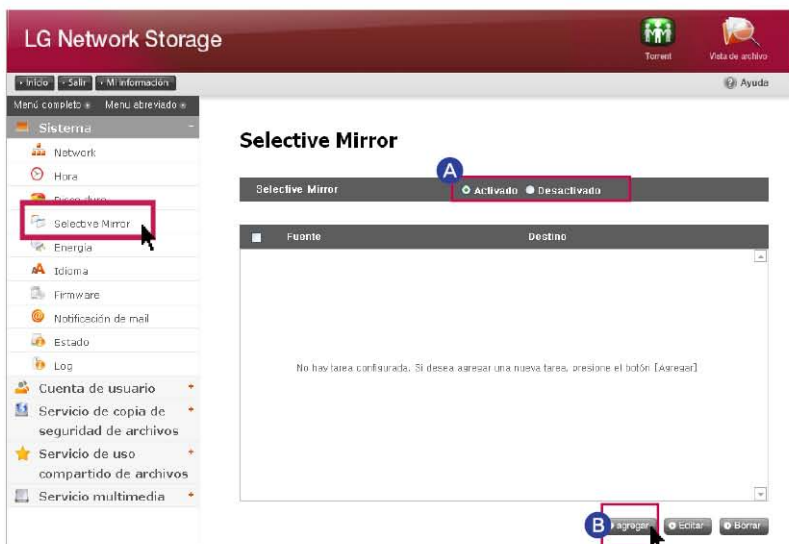 LG Network Storage
Torrent
Vista de archivo
Inicio
Salir
Mi información
Ayuda
Menú completo
Menu abreviado
Sistema
Network
Hora
Disco duro
Selective Mirror
Energía
Idioma
Firmware
Notificación de mail
Estado
Log
Cuenta de usuario
Servicio de copia de
seguridad de archivos
Servicio de uso
compartido de archivos
Servicio multimedia
Selective Mirror
A
Selective Mirror
Activado
Desactivado
Fuente
Destino
No hay tarea configurada. Si desea agregar una nueva tarea, presione el botón [Agregar]
B
agregar
Editar
Borrar